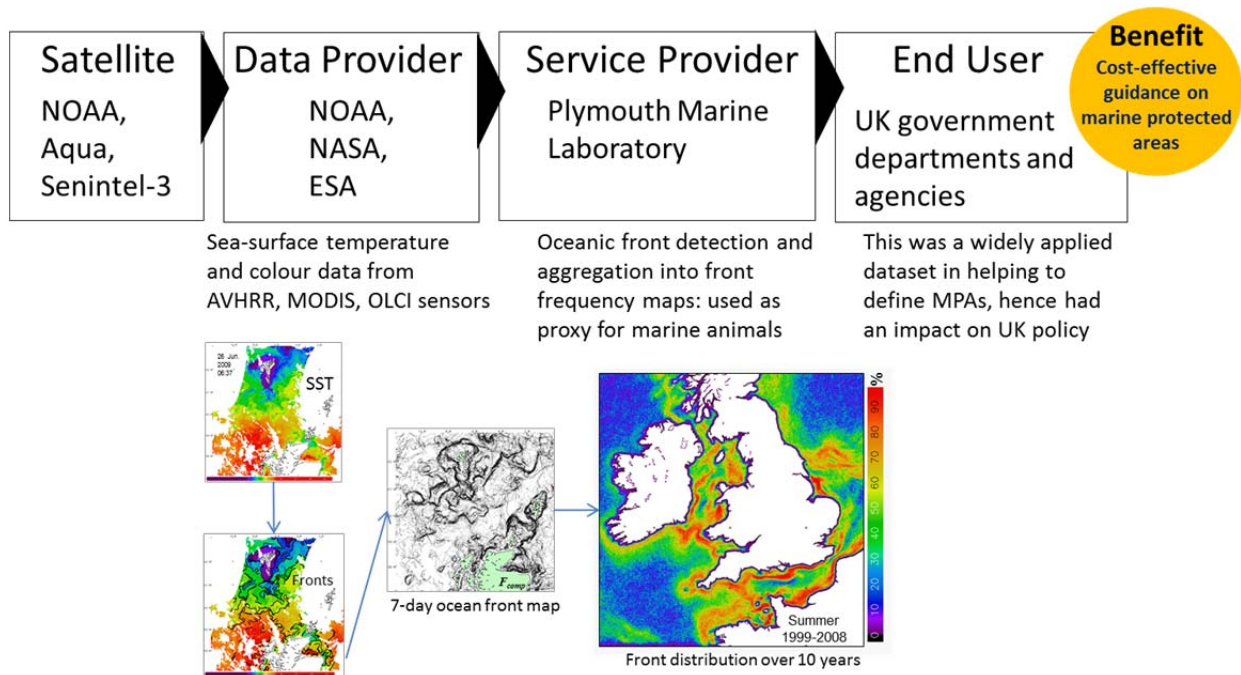 Satellite
NOAA,
Aqua,
Senintel-3
Data Provider
NOAA,
NASA,
ESA
Service Provider
Plymouth Marine
Laboratory
End User
UK government
departments and
agencies
Benefit
Cost-effective
guidance on
marine protected
areas
Sea-surface temperature
and colour data from
AVHRR, MODIS, OLCI sensors
Oceanic front detection and
aggregation into front
frequency maps: used as
proxy for marine animals
This was a widely applied
dataset in helping to
define MPAs, hence had
an impact on UK policy
26 Jun.
2009
06:37
SST
Fronts
F comp
7-day ocean front map
%
90
80
70
60
50
40
30
20
10
0
Summer
1999-2008
Front distribution over 10 years